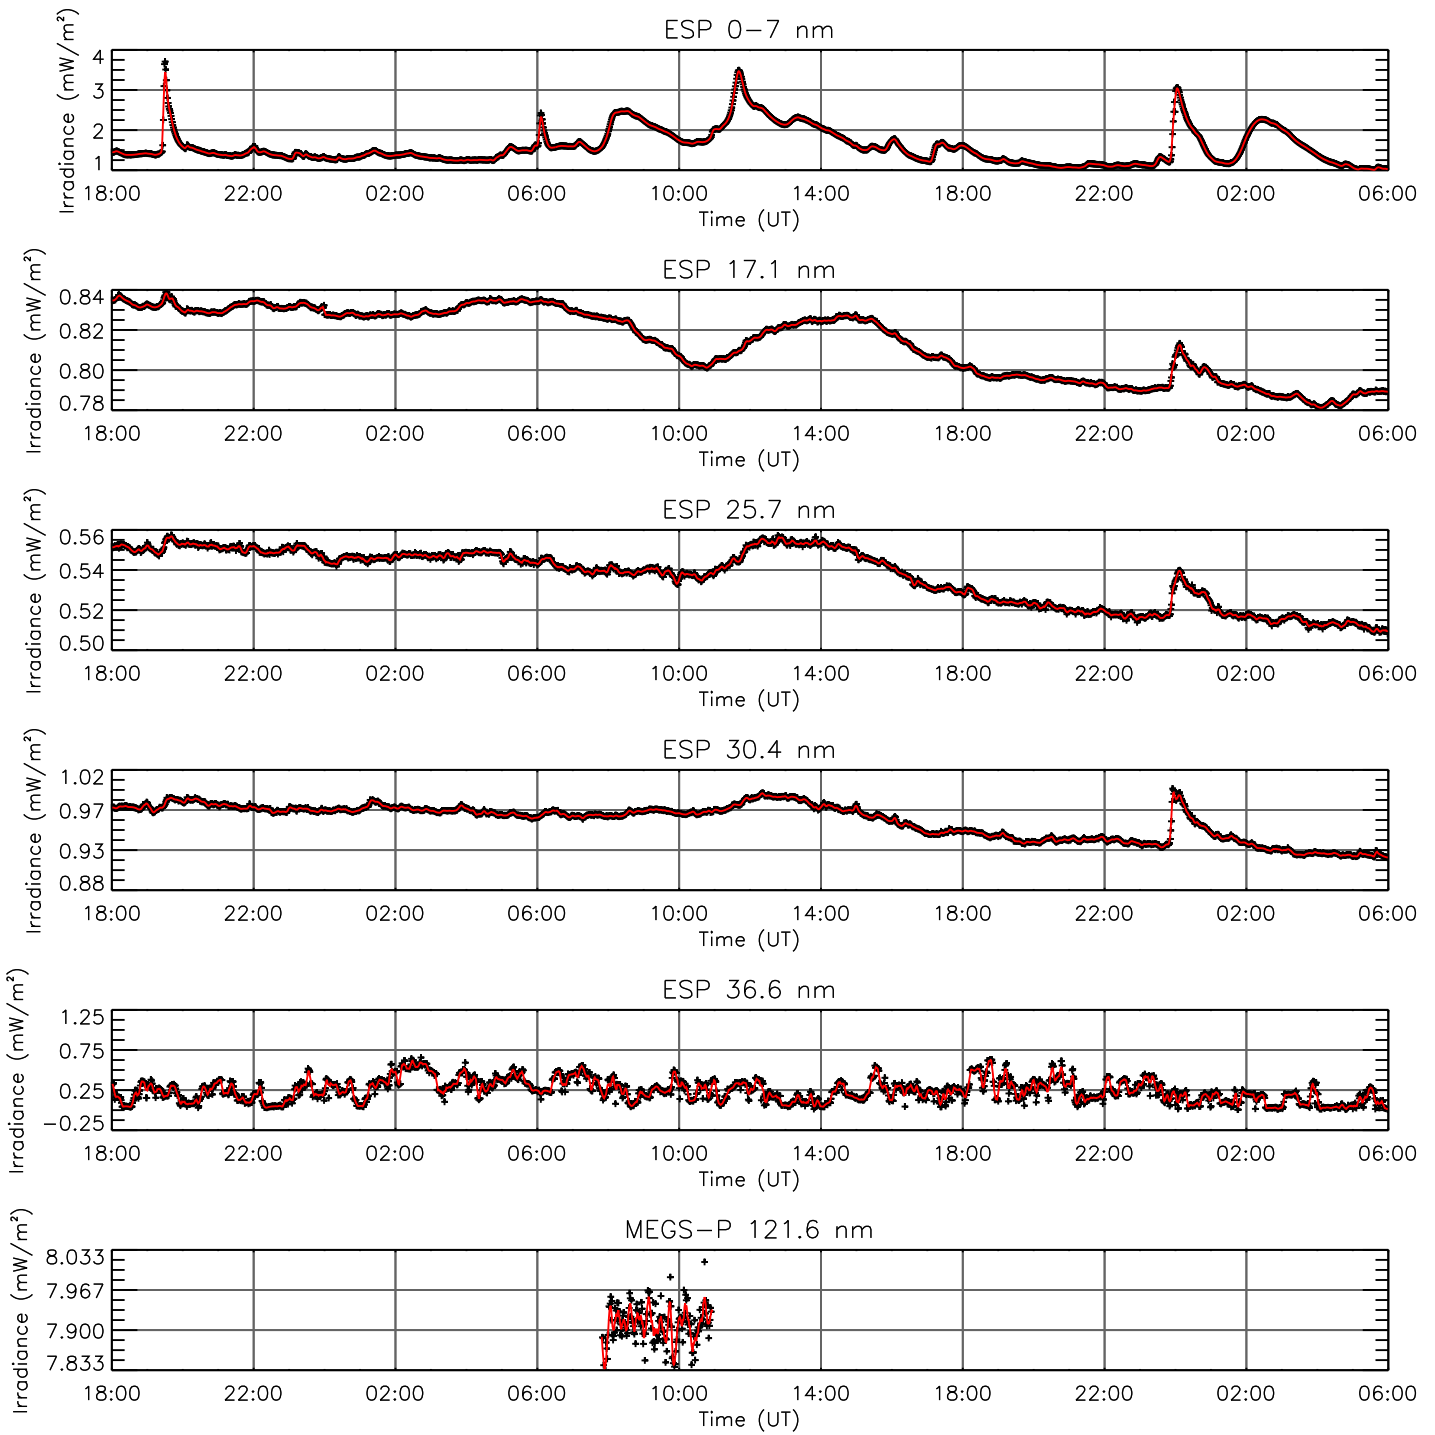 ESP 0-7 nm
Irradiance (mW/m²)
4
3
2
1
18:00 22:00 02:00 06:00 10:00 14:00 18:00 22:00 02:00 06:00
Time (UT)
ESP 17.1 nm
Irradiance (mW/m²)
0.84
0.82
0.80
0.78
18:00 22:00 02:00 06:00 10:00 14:00 18:00 22:00 02:00 06:00
Time (UT)
ESP 25.7 nm
Irradiance (mW/m²)
0.56
0.54
0.52
0.50
18:00 22:00 02:00 06:00 10:00 14:00 18:00 22:00 02:00 06:00
Time (UT)
ESP 30.4 nm
Irradiance (mW/m²)
1.02
0.97
0.93
0.88
18:00 22:00 02:00 06:00 10:00 14:00 18:00 22:00 02:00 06:00
Time (UT)
ESP 36.6 nm
Irradiance (mW/m²)
1.25
0.75
0.25
-0.25
18:00 22:00 02:00 06:00 10:00 14:00 18:00 22:00 02:00 06:00
Time (UT)
MEGS-P 121.6 nm
Irradiance (mW/m²)
8.033
7.967
7.900
7.833
18:00 22:00 02:00 06:00 10:00 14:00 18:00 22:00 02:00 06:00
Time (UT)